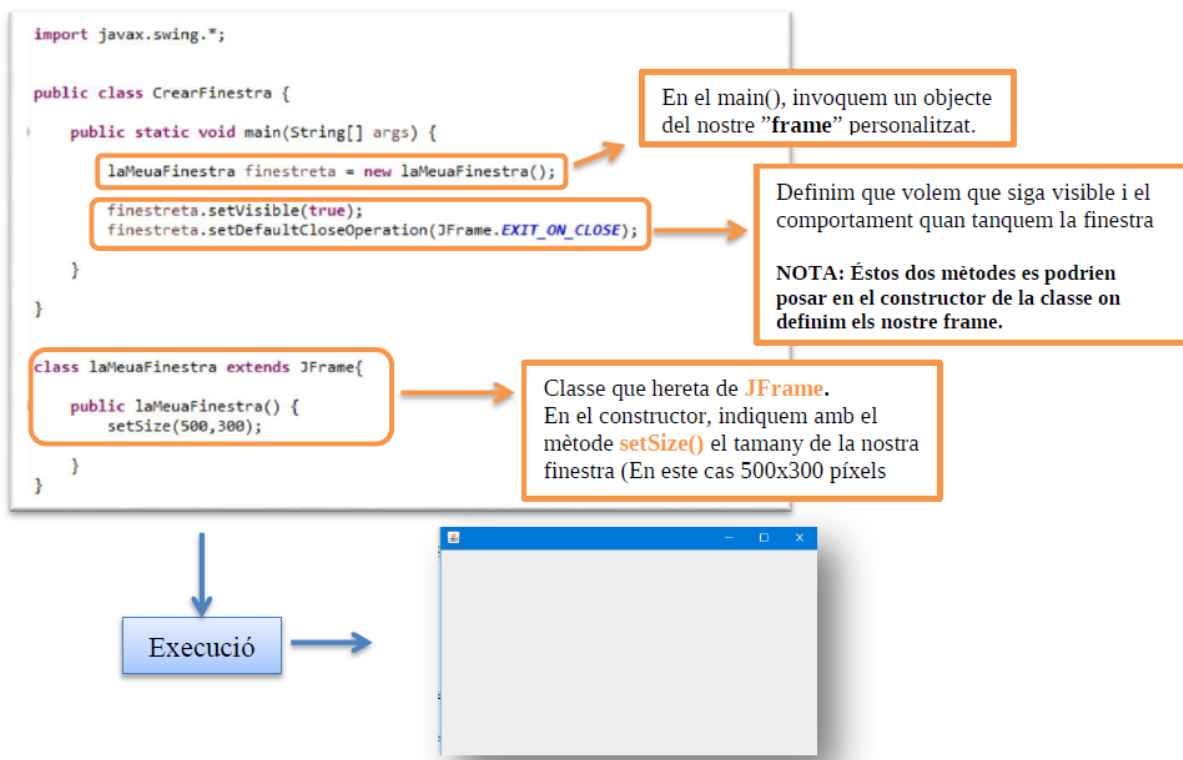 import javax.swing.*;
public class CrearFinestra {
public static void main(String[] args) {
laMeuaFinestra finestreta = new laMeuaFinestra();
finestreta.setVisible(true);
finestreta.setDefaultCloseOperation(JFrame.EXIT_ON_CLOSE);
}
}
class laMeuaFinestra extends JFrame{
public laMeuaFinestra() {
setSize(500,300);
}
}
En el main(), invoquem un objecte
del nostre ”frame” personalitzat.
Definim que volem que siga visible i el
comportament quan tanquem la finestra
NOTA: Éstos dos mètodes es podrien
posar en el constructor de la classe on
definim els nostre frame.
Classe que hereta de JFrame.
En el constructor, indiquem amb el
mètode setSize() el tamany de la nostra
finestra (En este cas 500x300 píxels
Execució